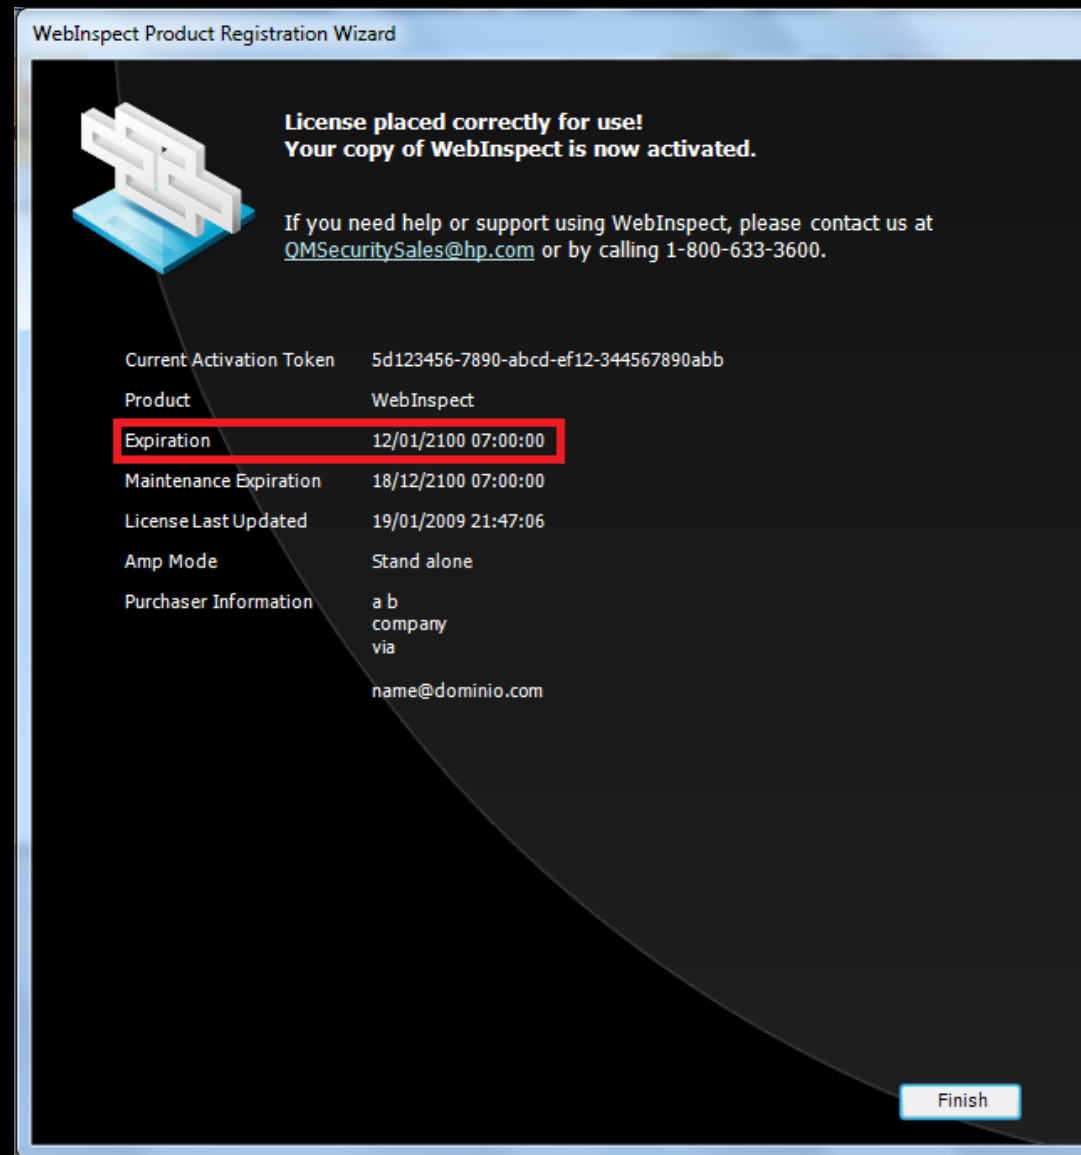 WebInspect Product Registration Wizard
License placed correctly for use!
Your copy of WebInspect is now activated.
If you need help or support using WebInspect, please contact us at
QMSecuritySales@hp.com or by calling 1-800-633-3600.
Current Activation Token 5d123456-7890-abcd-ef12-344567890abb
Product WebInspect
Expiration 12/01/2100 07:00:00
Maintenance Expiration 18/12/2100 07:00:00
License Last Updated 19/01/2009 21:47:06
Amp Mode Stand alone
Purchaser Information a b
company
via
name@dominio.com
Finish